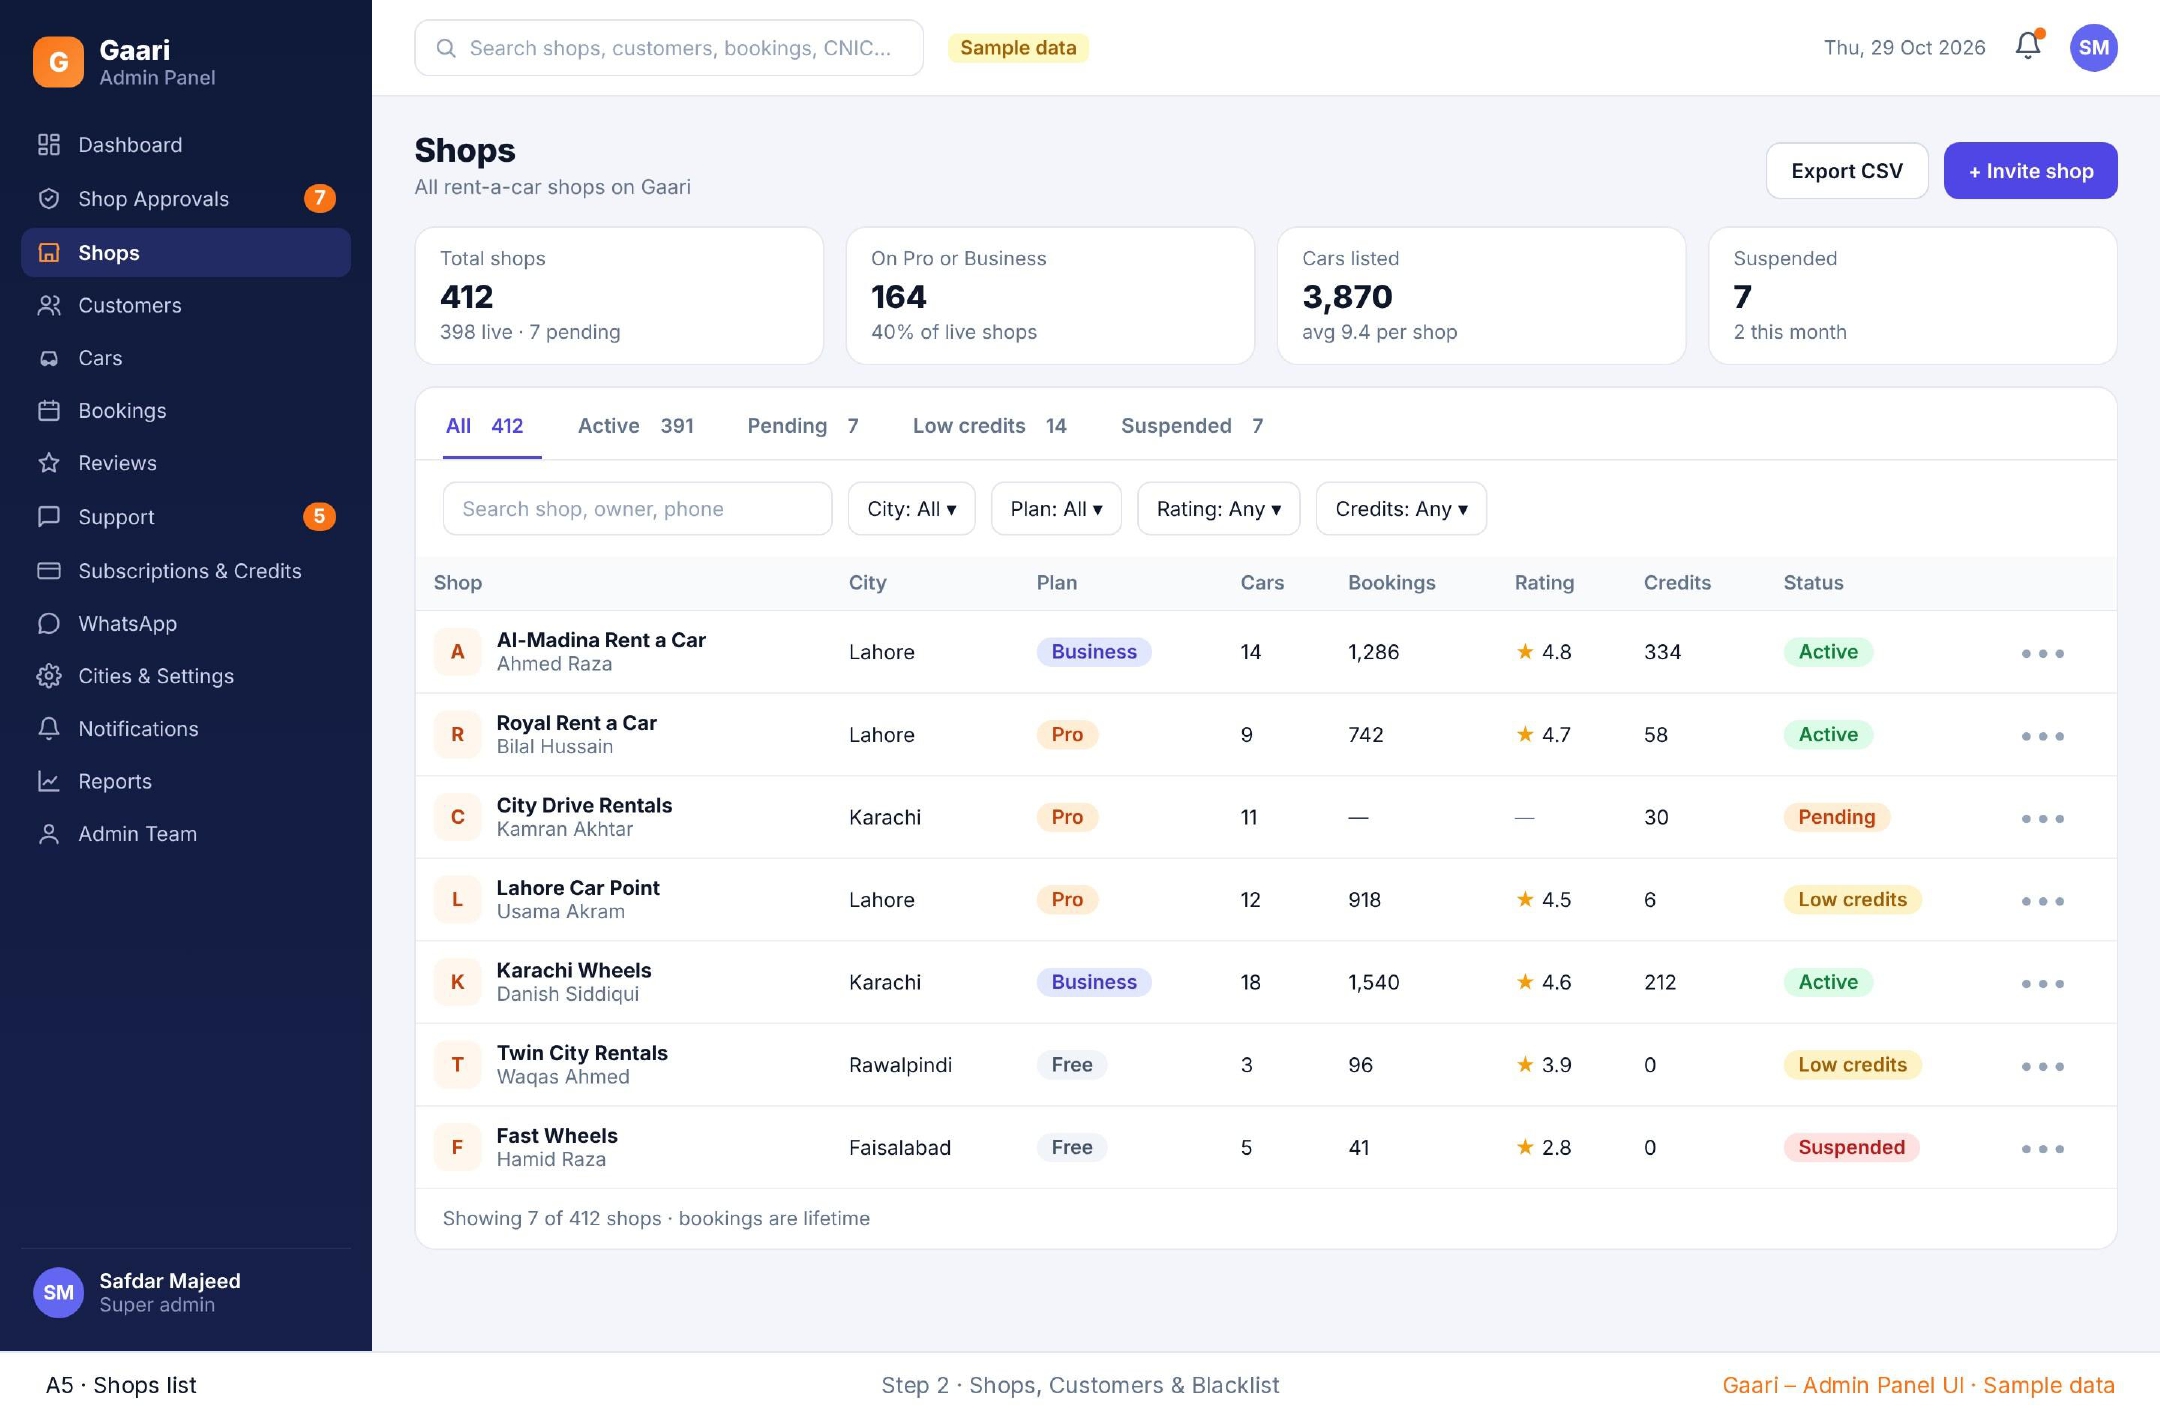 G
Gaari
Admin Panel
Dashboard
Shop Approvals 7
Shops
Customers
Cars
Bookings
Reviews
Support 5
Subscriptions & Credits
WhatsApp
Cities & Settings
Notifications
Reports
Admin Team
SM
Safdar Majeed
Super admin
Search shops, customers, bookings, CNIC...
Sample data
Thu, 29 Oct 2026
SM
Shops
All rent-a-car shops on Gaari
Export CSV
+ Invite shop
Total shops
412
398 live · 7 pending
On Pro or Business
164
40% of live shops
Cars listed
3,870
avg 9.4 per shop
Suspended
7
2 this month
All 412 Active 391 Pending 7 Low credits 14 Suspended 7
Search shop, owner, phone
City: All ▾
Plan: All ▾
Rating: Any ▾
Credits: Any ▾
Shop City Plan Cars Bookings Rating Credits Status
A Al-Madina Rent a Car Lahore Business 14 1,286 ★ 4.8 334 Active
Ahmed Raza
R Royal Rent a Car Lahore Pro 9 742 ★ 4.7 58 Active
Bilal Hussain
C City Drive Rentals Karachi Pro 11 — — 30 Pending
Kamran Akhtar
L Lahore Car Point Lahore Pro 12 918 ★ 4.5 6 Low credits
Usama Akram
K Karachi Wheels Karachi Business 18 1,540 ★ 4.6 212 Active
Danish Siddiqui
T Twin City Rentals Rawalpindi Free 3 96 ★ 3.9 0 Low credits
Waqas Ahmed
F Fast Wheels Faisalabad Free 5 41 ★ 2.8 0 Suspended
Hamid Raza
Showing 7 of 412 shops · bookings are lifetime
A5 · Shops list
Step 2 · Shops, Customers & Blacklist
Gaari – Admin Panel UI · Sample data